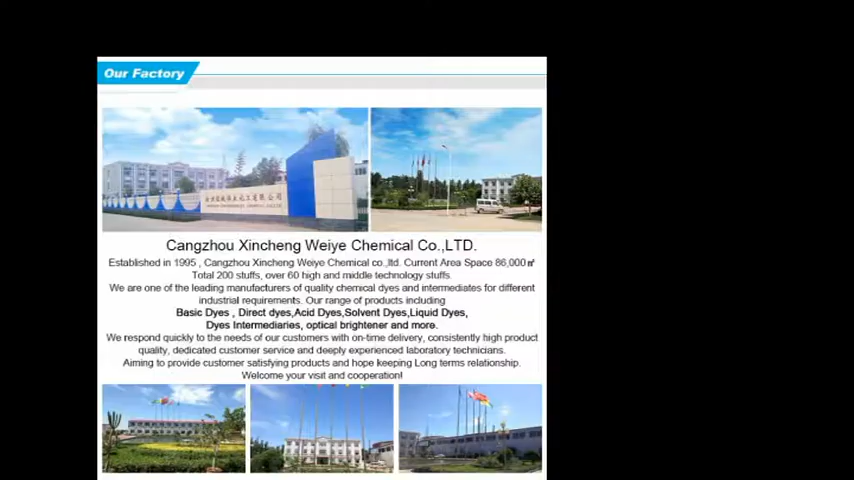 Our Factory
Cangzhou Xincheng Weiye Chemical Co.,LTD.
Established in 1995 , Cangzhou Xincheng Weiye Chemical co.,ltd. Current Area Space 86,000㎡
Total 200 stuffs, over 60 high and middle technology stuffs.
We are one of the leading manufacturers of quality chemical dyes and intermediates for different
industrial requirements. Our range of products including
Basic Dyes , Direct dyes,Acid Dyes,Solvent Dyes,Liquid Dyes,
Dyes Intermediaries, optical brightener and more.
We respond quickly to the needs of our customers with on-time delivery, consistently high product
quality, dedicated customer service and deeply experienced laboratory technicians.
Aiming to provide customer satisfying products and hope keeping Long terms relationship.
Welcome your visit and cooperation!